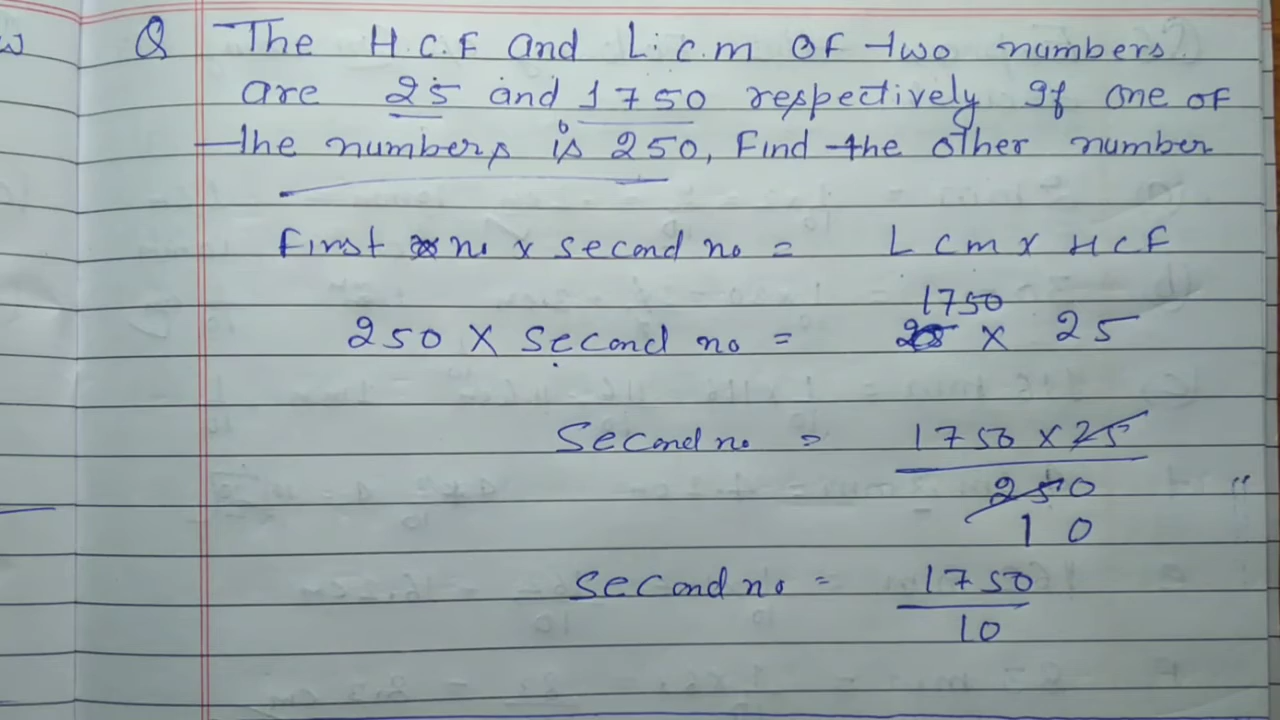 Q The H.C.F and L.C.M OF two numbers
are 25 and 1750 respectively If one of
the numbers is 250, Find the other number
First no x second no = LCM x HCF
1750
250 x second no = x 25
Second no = 1750 x 25
250
10
second no = 1750
10